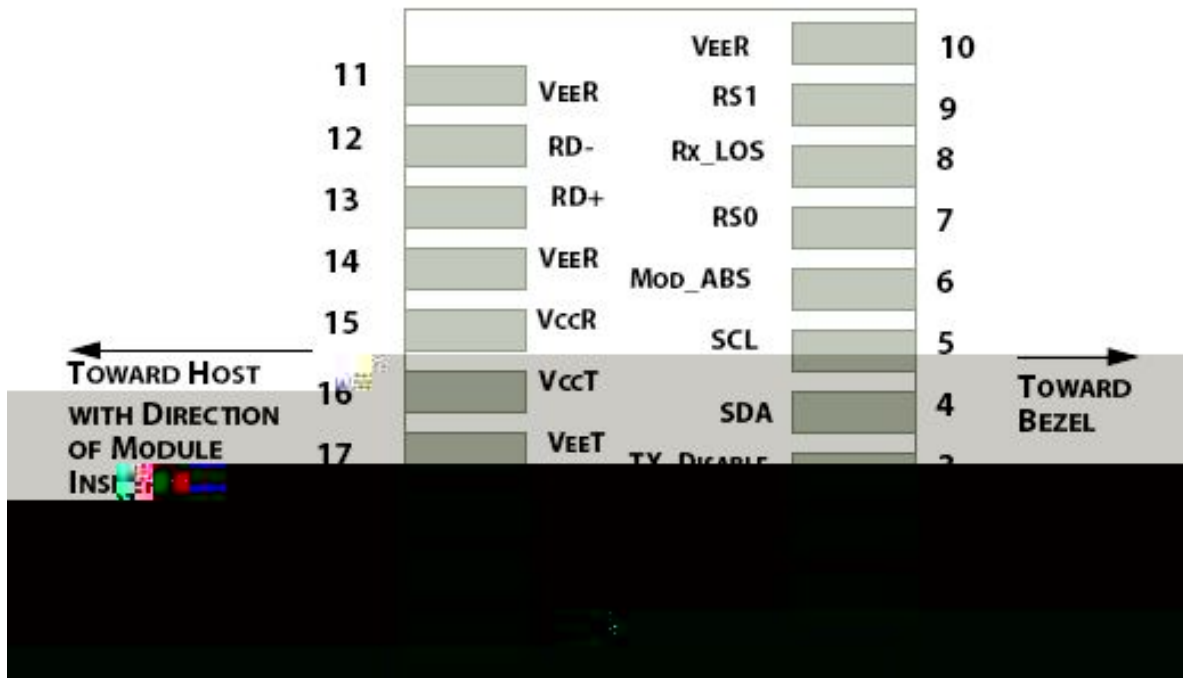 VEER 10
11 VEER
RS1 9
12 RD-
RX_LOS 8
13 RD+
RS0 7
14 VEER
MOD_ABS 6
15 VCCR
SCL 5
TOWARD HOST
WITH DIRECTION
OF MODULE
16 VCCT
SDA 4
TOWARD
BEZEL
17 VEET
TX_DISABLE